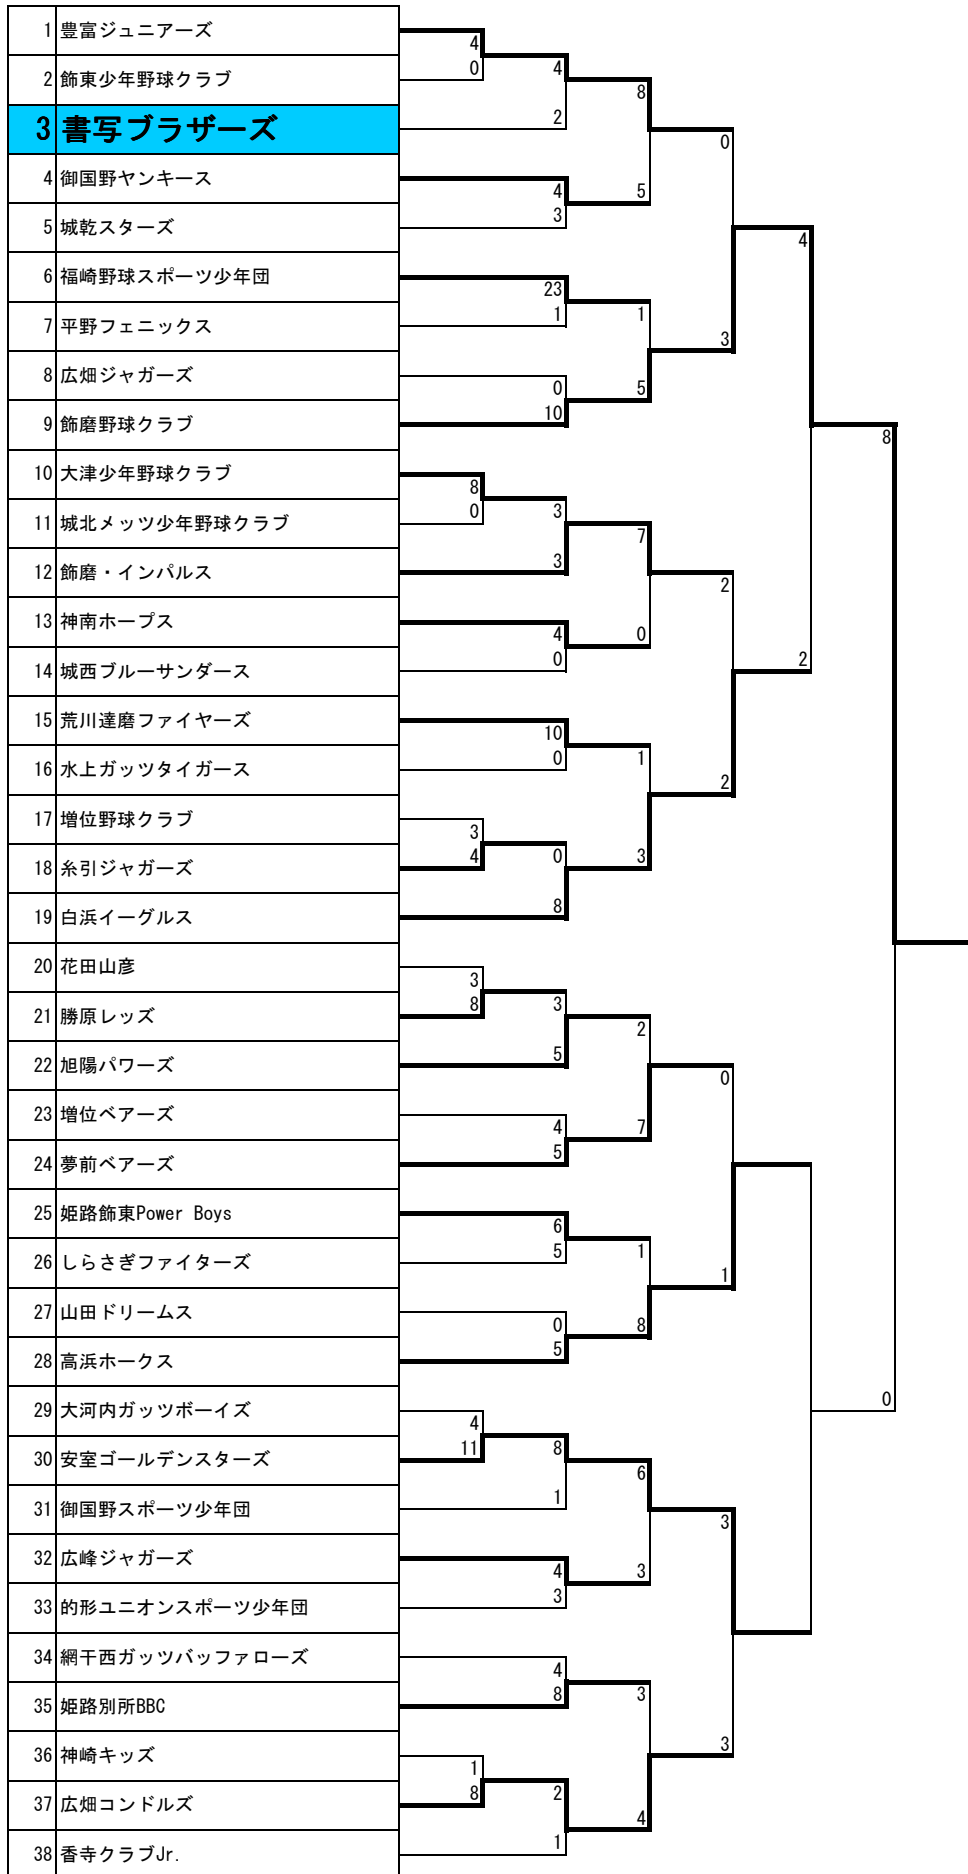 1 豊富ジュニアーズ
4
0
4
2 飾東少年野球クラブ
8
3 書写ブラザーズ
2
0
4 御国野ヤンキース
4
5
3
5 城乾スターズ
4
6 福崎野球スポーツ少年団
23
1
1
7 平野フェニックス
3
8 広畑ジャガーズ
0
5
10
9 飾磨野球クラブ
8
10 大津少年野球クラブ
8
0
3
11 城北メッツ少年野球クラブ
7
3
12 飾磨・インパルス
2
13 神南ホープス
4
0
0
2
14 城西ブルーサンダース
15 荒川達磨ファイヤーズ
10
0
1
16 水上ガッツタイガース
2
17 増位野球クラブ
3
4
0
3
18 糸引ジャガーズ
8
19 白浜イーグルス
20 花田山彦
3
8
3
21 勝原レッズ
2
5
22 旭陽パワーズ
0
23 増位ベアーズ
4
7
5
24 夢前ベアーズ
25 姫路飾東Power Boys
6
5
1
26 しらさぎファイターズ
1
27 山田ドリームス
0
8
5
28 高浜ホークス
0
29 大河内ガッツボーイズ
4
11
8
30 安室ゴールデンスターズ
6
1
31 御国野スポーツ少年団
3
32 広峰ジャガーズ
4
3
3
33 的形ユニオンスポーツ少年団
34 網干西ガッツバッファローズ
4
8
3
35 姫路別所BBC
3
36 神崎キッズ
1
8
2
37 広畑コンドルズ
4
1
38 香寺クラブJr.